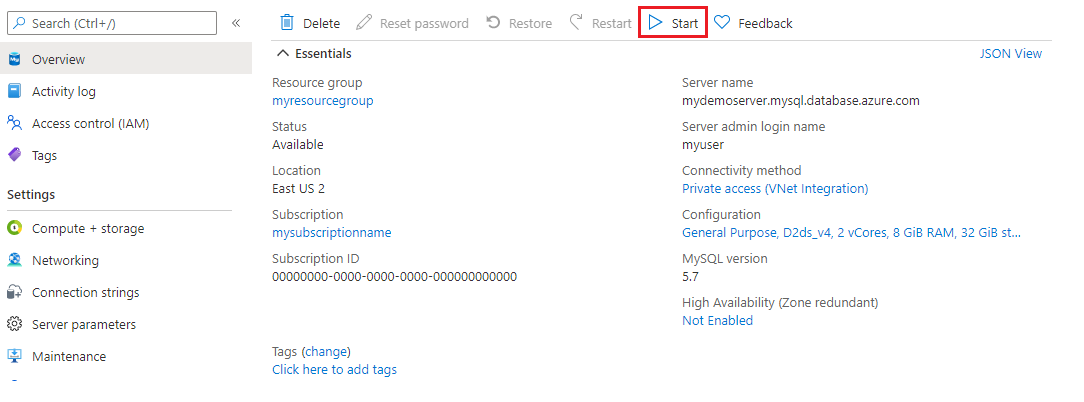 Search (Ctrl+/)
«
Overview
Activity log
Access control (IAM)
Tags
Settings
Compute + storage
Networking
Connection strings
Server parameters
Maintenance
Delete
Reset password
Restore
Restart
Start
Feedback
Essentials
JSON View
Resource group
myresourcegroup
Status
Available
Location
East US 2
Subscription
mysubscriptionname
Subscription ID
00000000-0000-0000-0000-000000000000
Server name
mydemoserver.mysql.database.azure.com
Server admin login name
myuser
Connectivity method
Private access (VNet Integration)
Configuration
General Purpose, D2ds_v4, 2 vCores, 8 GiB RAM, 32 GiB st...
MySQL version
5.7
High Availability (Zone redundant)
Not Enabled
Tags (change)
Click here to add tags